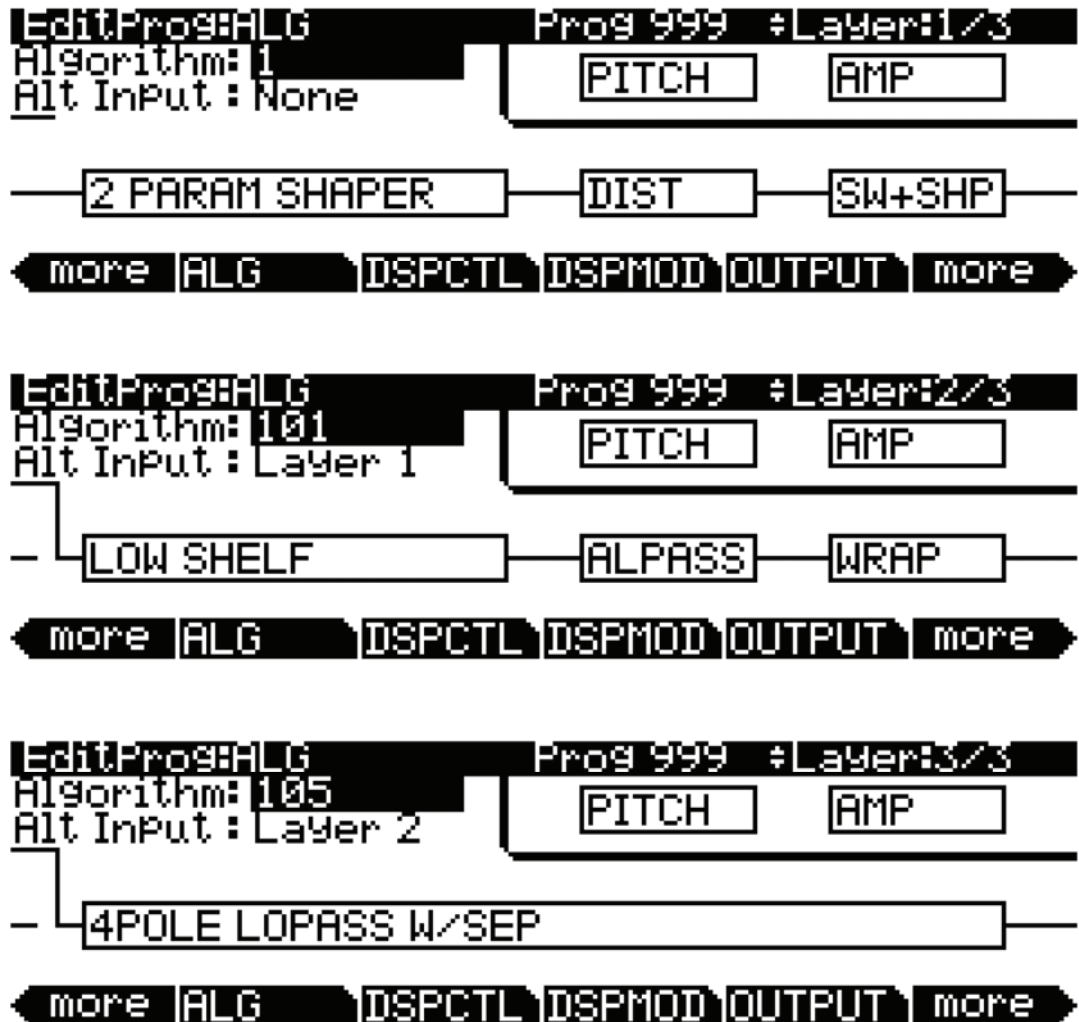 EditProg:ALG Prog 999 Layer:1/3
Algorithm:1
Alt Input:None
PITCH AMP
2 PARAM SHAPER DIST SW+SHP
more ALG DSPCTL DSPMOD OUTPUT more
EditProg:ALG Prog 999 Layer:2/3
Algorithm:101
Alt Input:Layer 1
PITCH AMP
LOW SHELF ALPASS WRAP
more ALG DSPCTL DSPMOD OUTPUT more
EditProg:ALG Prog 999 Layer:3/3
Algorithm:105
Alt Input:Layer 2
PITCH AMP
4POLE LOPASS W/SEP
more ALG DSPCTL DSPMOD OUTPUT more